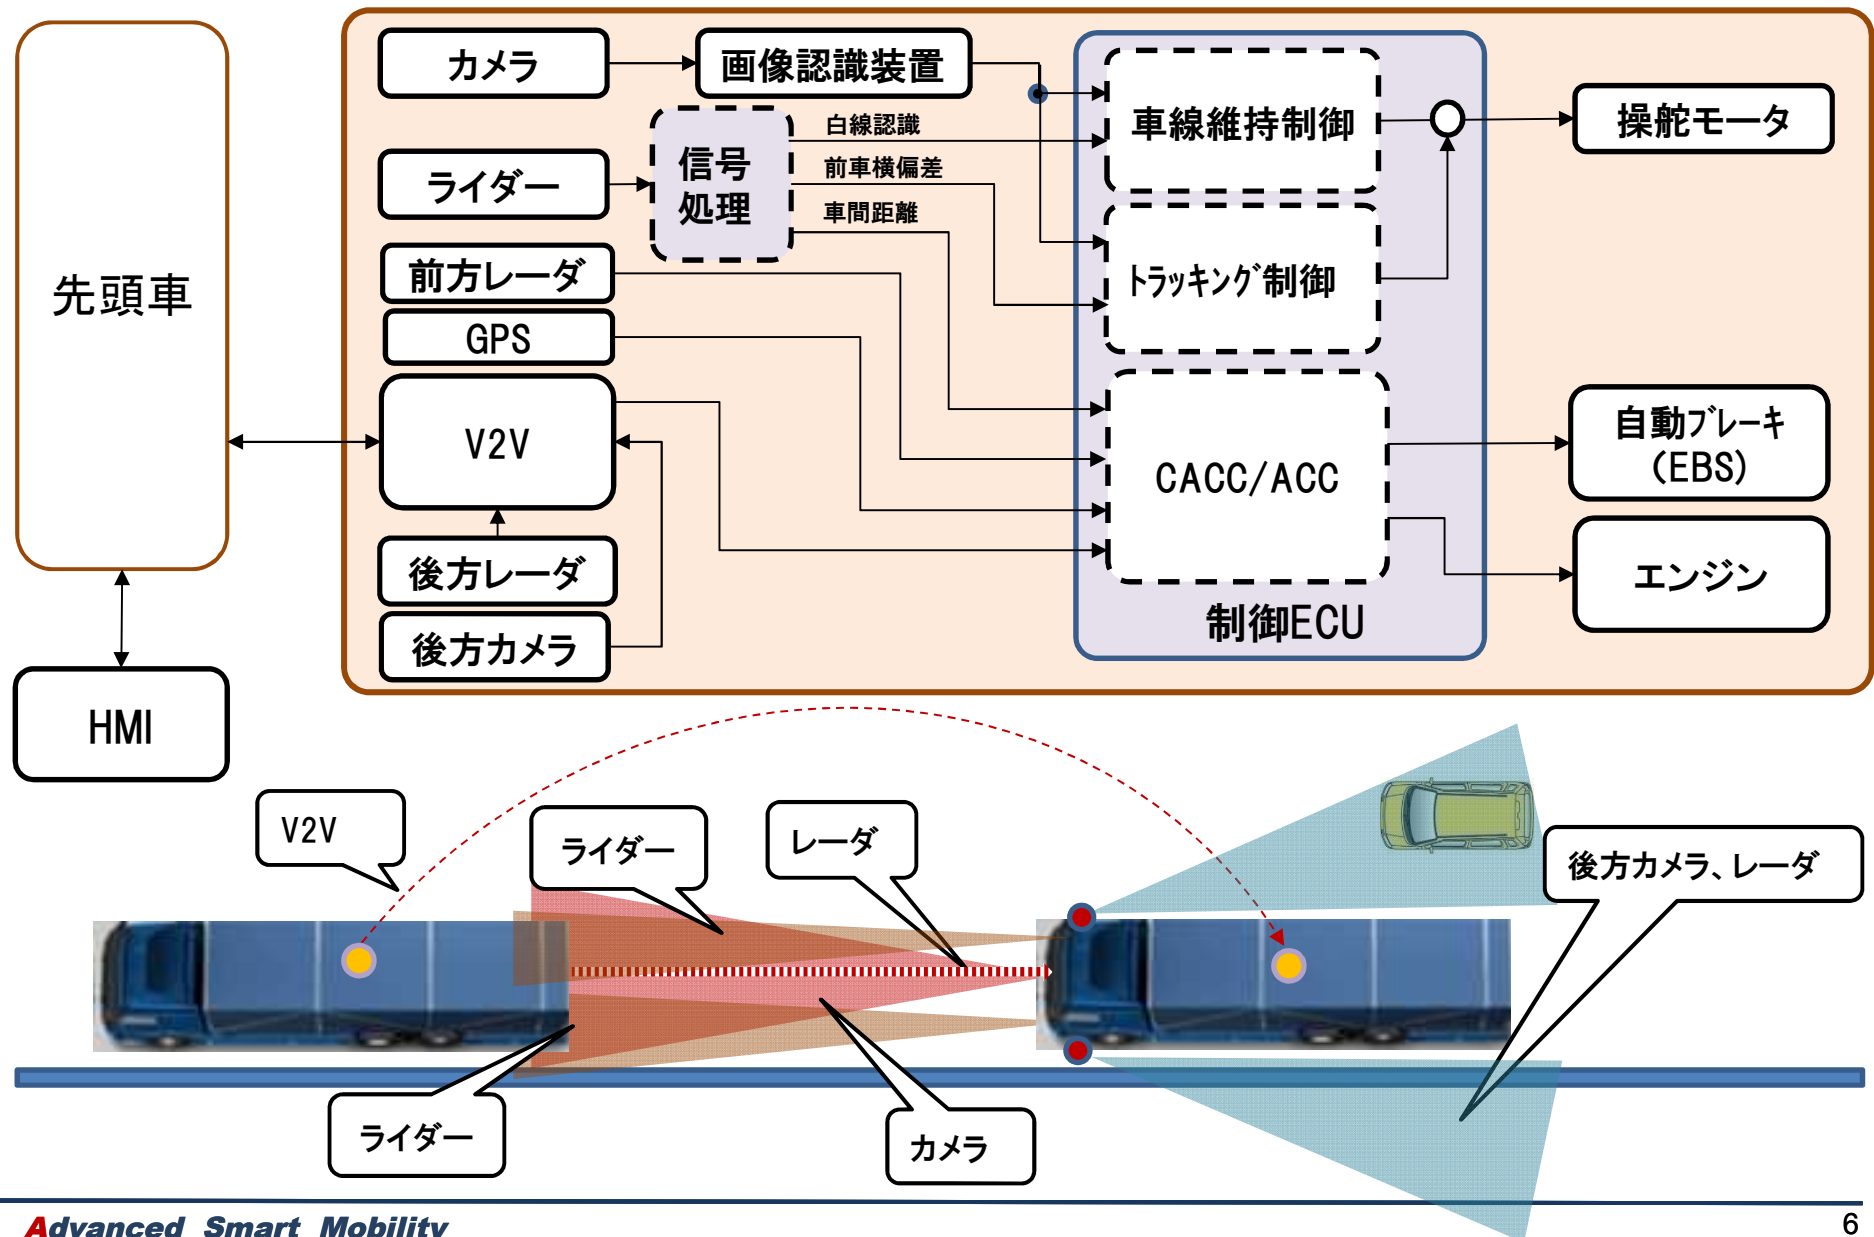 先頭車
HMI
カメラ
画像認識装置
ライダー
信号
処理
白線認識
前車横偏差
車間距離
前方レーダ
GPS
V2V
後方レーダ
後方カメラ
車線維持制御
ﾄﾗｯｷﾝｸﾞ制御
CACC/ACC
制御ECU
操舵モータ
自動ﾌﾞﾚｰｷ
(EBS)
エンジン
V2V
ライダー
レーダ
後方カメラ、レーダ
ライダー
カメラ
Advanced Smart Mobility
6